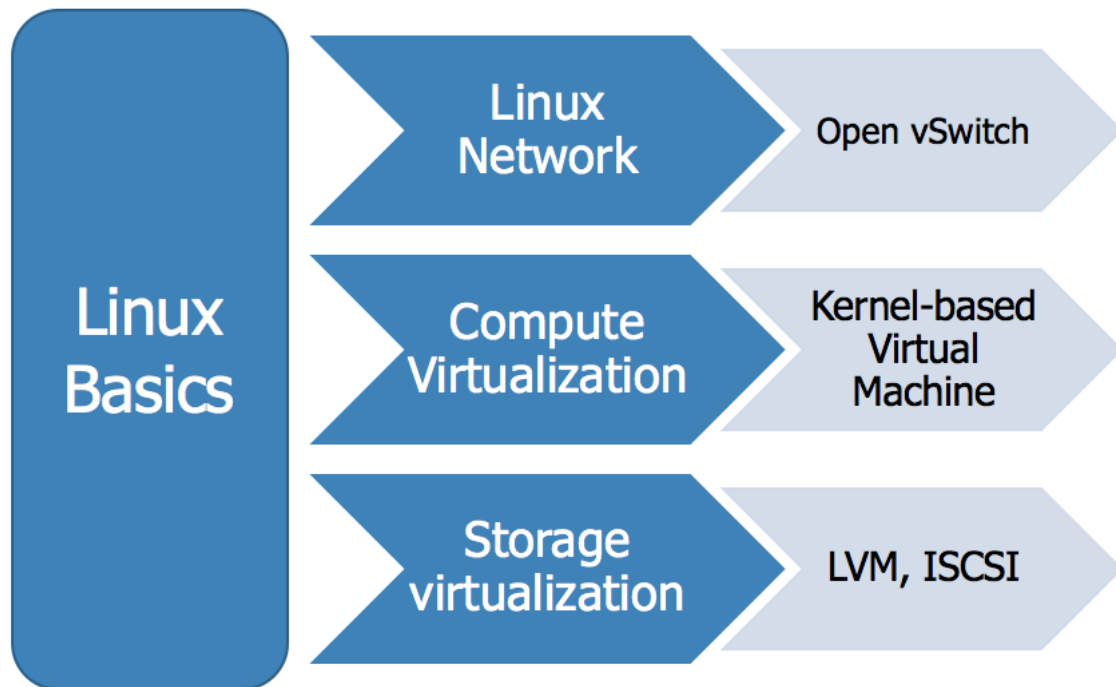 Linux
Basics
Linux
Network
Open vSwitch
Compute
Virtualization
Kernel-based
Virtual
Machine
Storage
virtualization
LVM, ISCSI